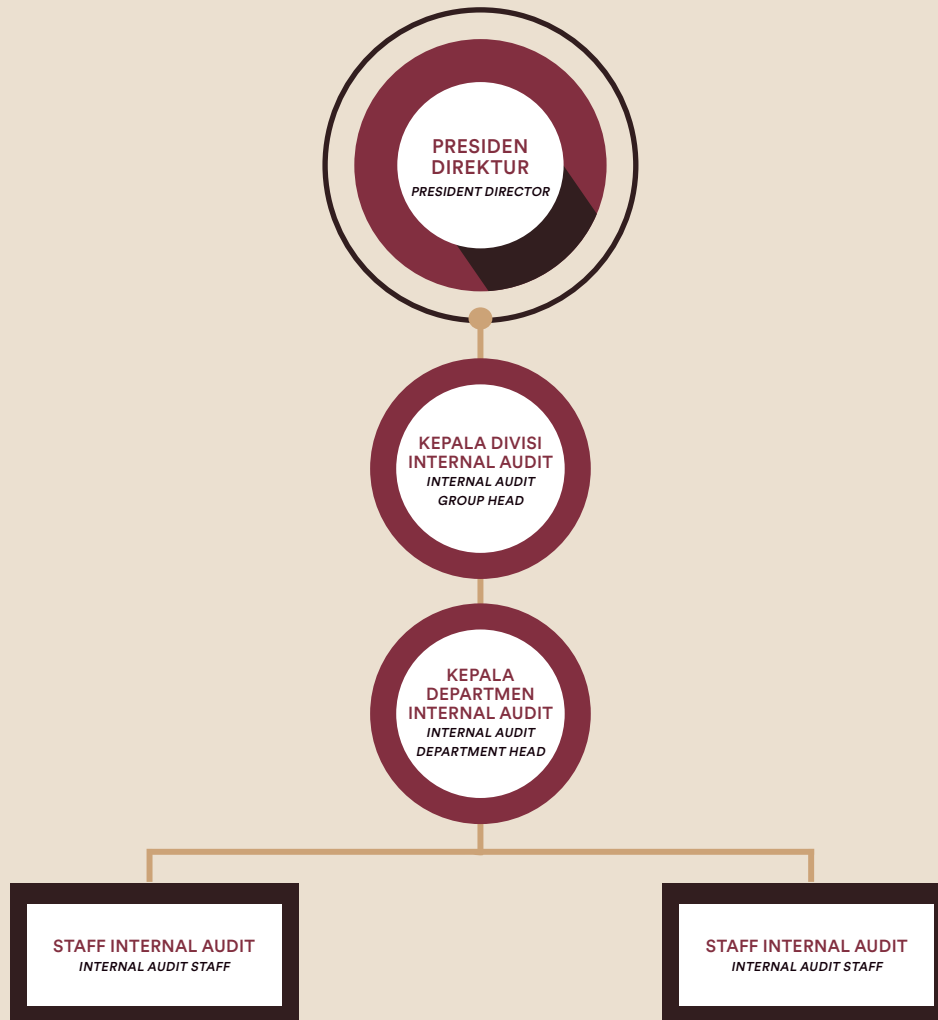 PRESIDEN
DIREKTUR
PRESIDENT DIRECTOR
KEPALA DIVISI
INTERNAL AUDIT
INTERNAL AUDIT
GROUP HEAD
KEPALA
DEPARTMEN
INTERNAL AUDIT
INTERNAL AUDIT
DEPARTMENT HEAD
STAFF INTERNAL AUDIT
INTERNAL AUDIT STAFF
STAFF INTERNAL AUDIT
INTERNAL AUDIT STAFF